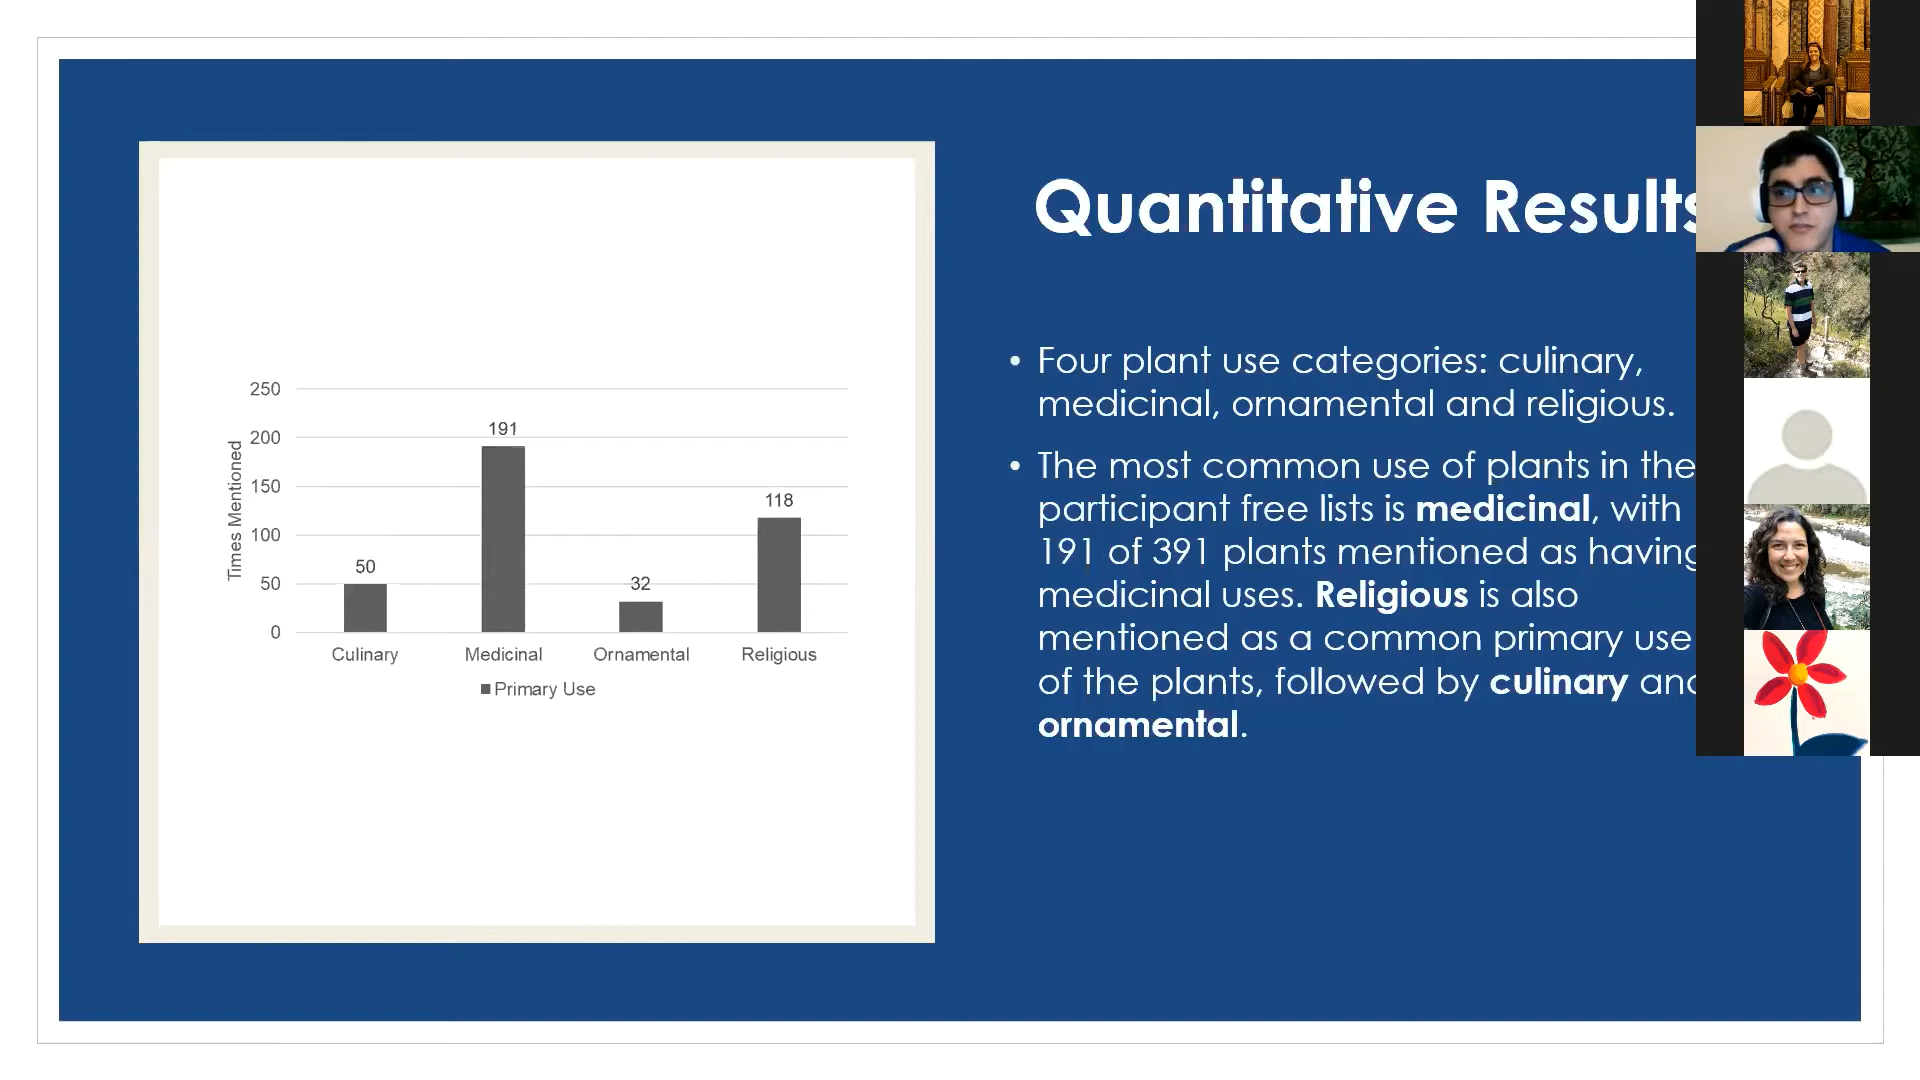 Quantitative Results
250
200
150
100
50
0
Times Mentioned
50
191
32
118
Culinary Medicinal Ornamental Religious
Primary Use
• Four plant use categories: culinary,
medicinal, ornamental and religious.
• The most common use of plants in the
participant free lists is medicinal, with
191 of 391 plants mentioned as having
medicinal uses. Religious is also
mentioned as a common primary use
of the plants, followed by culinary and
ornamental.